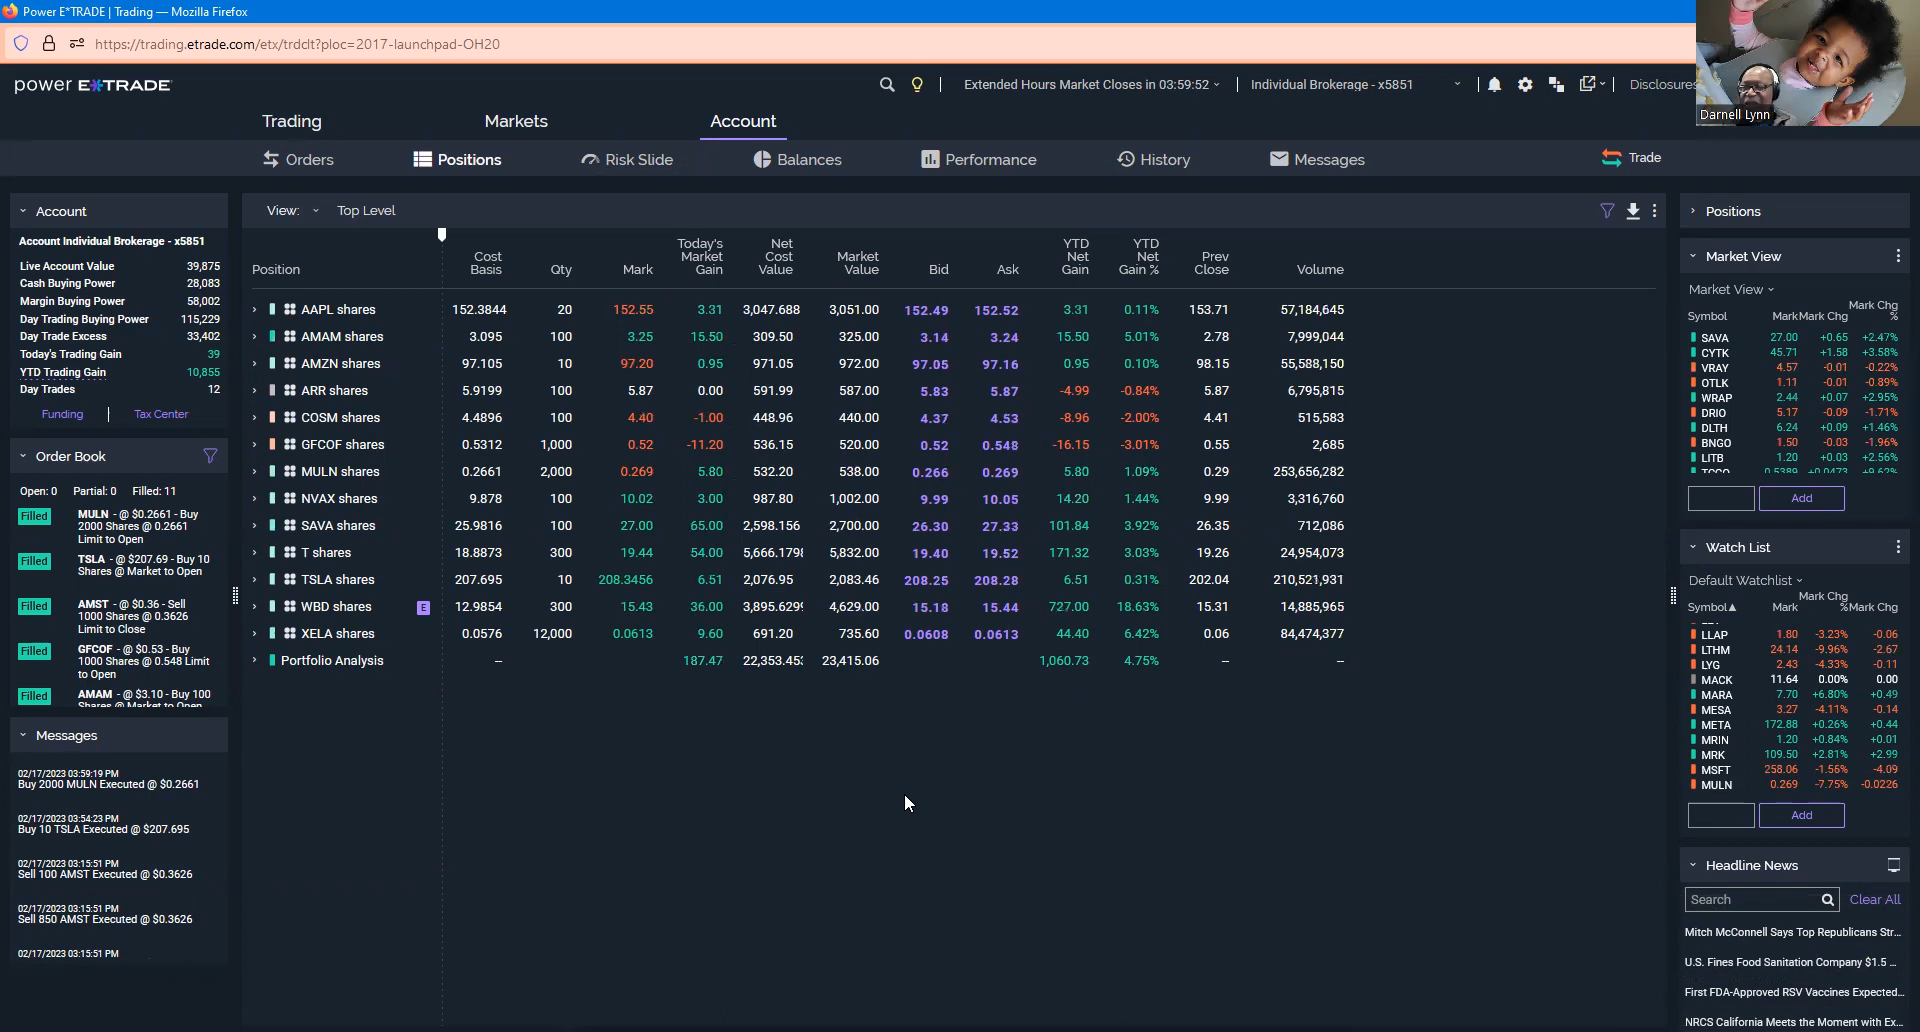 Power E*TRADE | Trading — Mozilla Firefox
https://trading.etrade.com/etx/trdclt?ploc=2017-launchpad-OH20
power E*TRADE
Extended Hours Market Closes in 03:59:52
Individual Brokerage - x5851
Disclosures
Darnell Lynn
Trading Markets Account
Orders Positions Risk Slide Balances Performance History Messages Trade
Account
Account Individual Brokerage - x5851
Live Account Value 39,875
Cash Buying Power 28,083
Margin Buying Power 58,002
Day Trading Buying Power 115,229
Day Trade Excess 33,402
Today's Trading Gain 39
YTD Trading Gain 10,855
Day Trades 12
Funding Tax Center
Order Book
Open: 0 Partial: 0 Filled: 11
Filled MULN - @ $0.2661 - Buy
2000 Shares @ 0.2661
Limit to Open
Filled TSLA - @ $207.69 - Buy 10
Shares @ Market to Open
Filled AMST - @ $0.36 - Sell
1000 Shares @ 0.3626
Limit to Close
Filled GFCOF - @ $0.53 - Buy
1000 Shares @ 0.548 Limit
to Open
Filled AMAM - @ $3.10 - Buy 100
Shares @ Market to Open
Messages
02/17/2023 03:59:19 PM
Buy 2000 MULN Executed @ $0.2661
02/17/2023 03:54:23 PM
Buy 10 TSLA Executed @ $207.695
02/17/2023 03:15:51 PM
Sell 100 AMST Executed @ $0.3626
02/17/2023 03:15:51 PM
Sell 850 AMST Executed @ $0.3626
02/17/2023 03:15:51 PM
View: Top Level
Position Cost Basis Qty Mark Today's Market Gain Net Cost Value Market Value Bid Ask YTD Net Gain YTD Net Gain % Prev Close Volume
AAPL shares 152.3844 20 152.55 3.31 3,047.688 3,051.00 152.49 152.52 3.31 0.11% 153.71 57,184,645
AMAM shares 3.095 100 3.25 15.50 309.50 325.00 3.14 3.24 15.50 5.01% 2.78 7,999,044
AMZN shares 97.105 10 97.20 0.95 971.05 972.00 97.05 97.16 0.95 0.10% 98.15 55,588,150
ARR shares 5.9199 100 5.87 0.00 591.99 587.00 5.83 5.87 -4.99 -0.84% 5.87 6,795,815
COSM shares 4.4896 100 4.40 -1.00 448.96 440.00 4.37 4.53 -8.96 -2.00% 4.41 515,583
GFCOF shares 0.5312 1,000 0.52 -11.20 536.15 520.00 0.52 0.548 -16.15 -3.01% 0.55 2,685
MULN shares 0.2661 2,000 0.269 5.80 532.20 538.00 0.266 0.269 5.80 1.09% 0.29 253,656,282
NVAX shares 9.878 100 10.02 3.00 987.80 1,002.00 9.99 10.05 14.20 1.44% 9.99 3,316,760
SAVA shares 25.9816 100 27.00 65.00 2,598.156 2,700.00 26.30 27.33 101.84 3.92% 26.35 712,086
T shares 18.8873 300 19.44 54.00 5,666.1798 5,832.00 19.40 19.52 171.32 3.03% 19.26 24,954,073
TSLA shares 207.695 10 208.3456 6.51 2,076.95 2,083.46 208.25 208.28 6.51 0.31% 202.04 210,521,931
WBD shares E 12.9854 300 15.43 36.00 3,895.6299 4,629.00 15.18 15.44 727.00 18.63% 15.31 14,885,965
XELA shares 0.0576 12,000 0.0613 9.60 691.20 735.60 0.0608 0.0613 44.40 6.42% 0.06 84,474,377
Portfolio Analysis – 187.47 22,353.453 23,415.06 1,060.73 4.75% – –
Positions
Market View
Market View
Symbol Mark Mark Chg Mark Chg %
SAVA 27.00 +0.65 +2.47%
CYTK 45.71 +1.58 +3.58%
VRAY 4.57 -0.01 -0.22%
OTLK 1.11 -0.01 -0.89%
WRAP 2.44 +0.07 +2.95%
DRIO 5.17 -0.09 -1.71%
DLTH 6.24 +0.09 +1.46%
BNGO 1.50 -0.03 -1.96%
LITB 1.20 +0.03 +2.56%
0.5389 +0.0473 +9.62%
Add
Watch List
Default Watchlist
Symbol▲ Mark Mark Chg % Mark Chg
LLAP 1.80 -3.23% -0.06
LTHM 24.14 -9.96% -2.67
LYG 2.43 -4.33% -0.11
MACK 11.64 0.00% 0.00
MARA 7.70 +6.80% +0.49
MESA 3.27 -4.11% -0.14
META 172.88 +0.26% +0.44
MRIN 1.20 +0.84% +0.01
MRK 109.50 +2.81% +2.99
MSFT 258.06 -1.56% -4.09
MULN 0.269 -7.75% -0.0226
Add
Headline News
Search Clear All
Mitch McConnell Says Top Republicans Str...
U.S. Fines Food Sanitation Company $1.5 ...
First FDA-Approved RSV Vaccines Expected...
NRCS California Meets the Moment with Ex...